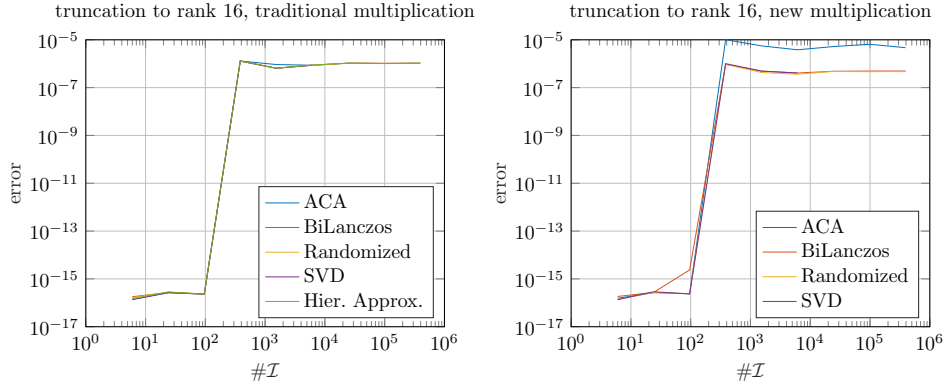 truncation to rank 16, traditional multiplication
10^-5
10^-7
10^-9
10^-11
10^-13
10^-15
10^-17
error
ACA
BiLanczos
Randomized
SVD
Hier. Approx.
10^0 10^1 10^2 10^3 10^4 10^5 10^6
#ℐ
truncation to rank 16, new multiplication
10^-5
10^-7
10^-9
10^-11
10^-13
10^-15
10^-17
error
ACA
BiLanczos
Randomized
SVD
10^0 10^1 10^2 10^3 10^4 10^5 10^6
#ℐ